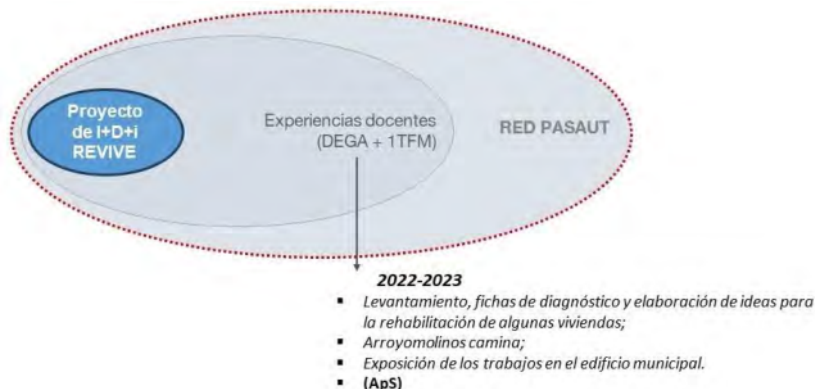 Proyecto
de I+D+i
REVIVE
Experiencias docentes
(DEGA + 1TFM)
RED PASAUT
2022-2023
▪ Levantamiento, fichas de diagnóstico y elaboración de ideas para
la rehabilitación de algunas viviendas;
▪ Arroyomolinos camina;
▪ Exposición de los trabajos en el edificio municipal.
▪ (ApS)